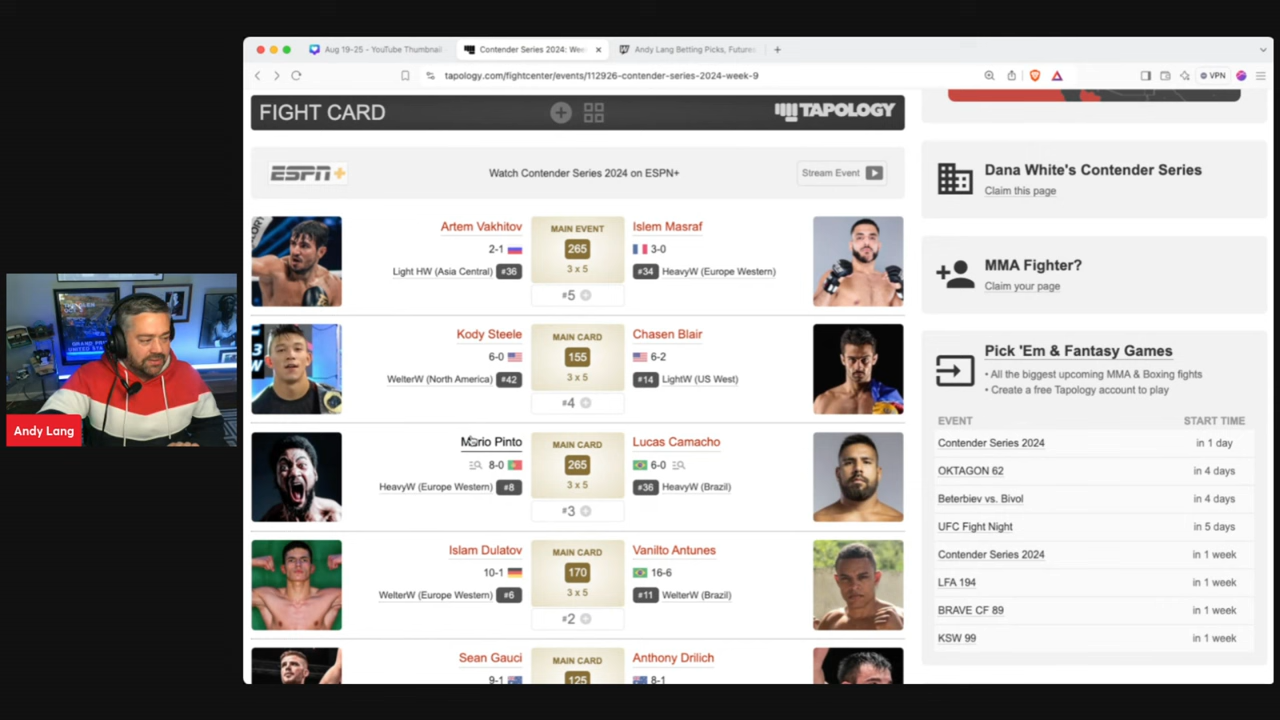 Aug 19-25 - YouTube Thumbnail
Contender Series 2024: Wee
Andy Lang Betting Picks, Future
tapology.com/fightcenter/events/112926-contender-series-2024-week-9
VPN
FIGHT CARD
TAPOLOGY
ESPN+
Watch Contender Series 2024 on ESPN+
Stream Event
Artem Vakhitov
MAIN EVENT
Islem Masraf
2-1
265
3-0
Light HW (Asia Central) #36
3 x 5
#34 HeavyW (Europe Western)
#5
Kody Steele
MAIN CARD
Chasen Blair
6-0
155
6-2
WelterW (North America) #42
3 x 5
#14 LightW (US West)
#4
Mario Pinto
MAIN CARD
Lucas Camacho
8-0
265
6-0
HeavyW (Europe Western) #8
3 x 5
#36 HeavyW (Brazil)
#3
Islam Dulatov
MAIN CARD
Vanilto Antunes
10-1
170
16-6
WelterW (Europe Western) #6
3 x 5
#11 WelterW (Brazil)
#2
Sean Gauci
MAIN CARD
Anthony Drilich
9-1
125
8-1
Dana White's Contender Series
Claim this page
MMA Fighter?
Claim your page
Pick 'Em & Fantasy Games
• All the biggest upcoming MMA & Boxing fights
• Create a free Tapology account to play
EVENT START TIME
Contender Series 2024 in 1 day
OKTAGON 62 in 4 days
Beterbiev vs. Bivol in 4 days
UFC Fight Night in 5 days
Contender Series 2024 in 1 week
LFA 194 in 1 week
BRAVE CF 89 in 1 week
KSW 99 in 1 week
Andy Lang